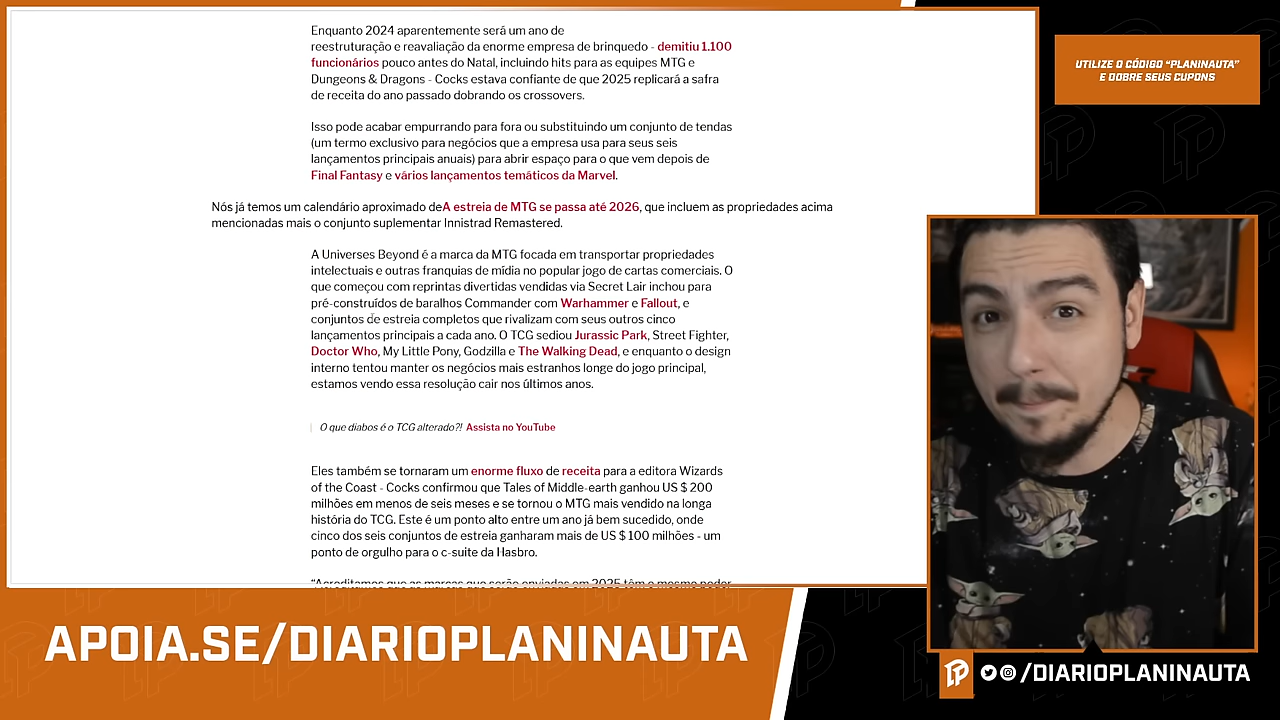 Enquanto 2024 aparentemente será um ano de
reestruturação e reavaliação da enorme empresa de brinquedo - demitiu 1.100
funcionários pouco antes do Natal, incluindo hits para as equipes MTG e
Dungeons & Dragons - Cocks estava confiante de que 2025 replicará a safra
de receita do ano passado dobrando os crossovers.
Isso pode acabar empurrando para fora ou substituindo um conjunto de tendas
(um termo exclusivo para negócios que a empresa usa para seus seis
lançamentos principais anuais) para abrir espaço para o que vem depois de
Final Fantasy e vários lançamentos temáticos da Marvel.
Nós já temos um calendário aproximado deA estreia de MTG se passa até 2026, que incluem as propriedades acima
mencionadas mais o conjunto suplementar Innistrad Remastered.
A Universes Beyond é a marca da MTG focada em transportar propriedades
intelectuais e outras franquias de mídia no popular jogo de cartas comerciais. O
que começou com reprintas divertidas vendidas via Secret Lair inchou para
pré-construídos de baralhos Commander com Warhammer e Fallout, e
conjuntos de estreia completos que rivalizam com seus outros cinco
lançamentos principais a cada ano. O TCG sediou Jurassic Park, Street Fighter,
Doctor Who, My Little Pony, Godzilla e The Walking Dead, e enquanto o design
interno tentou manter os negócios mais estranhos longe do jogo principal,
estamos vendo essa resolução cair nos últimos anos.
O que diabos é o TCG alterado?! Assista no YouTube
Eles também se tornaram um enorme fluxo de receita para a editora Wizards
of the Coast - Cocks confirmou que Tales of Middle-earth ganhou US $ 200
milhões em menos de seis meses e se tornou o MTG mais vendido na longa
história do TCG. Este é um ponto alto entre um ano já bem sucedido, onde
cinco dos seis conjuntos de estreia ganharam mais de US $ 100 milhões - um
ponto de orgulho para o c-suite da Hasbro.
“Acreditamos que as marcas que serão enviadas em 2025 têm o mesmo poder
UTILIZE O CÓDIGO “PLANINAUTA”
E DOBRE SEUS CUPONS
APOIA.SE/DIARIOPLANINAUTA
/DIARIOPLANINAUTA